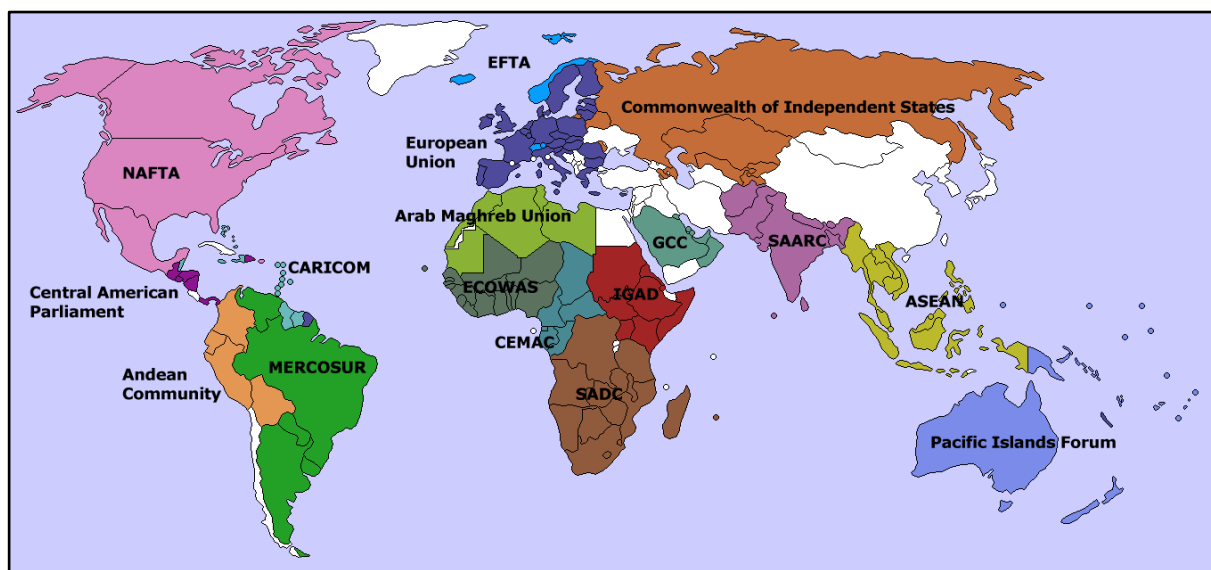 EFTA
Commonwealth of Independent States
European
Union
NAFTA
Arab Maghreb Union
GCC
SAARC
CARICOM
ECOWAS
IGAD
ASEAN
Central American
Parliament
CEMAC
MERCOSUR
Andean
Community
SADC
Pacific Islands Forum